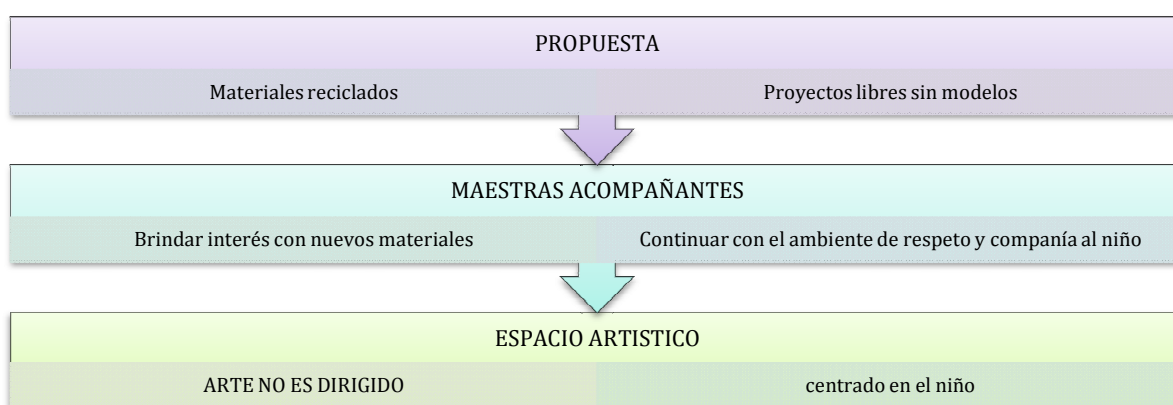 PROPUESTA
Materiales reciclados
Proyectos libres sin modelos
MAESTRAS ACOMPAÑANTES
Brindar interés con nuevos materiales
Continuar con el ambiente de respeto y companía al niño
ESPACIO ARTISTICO
ARTE NO ES DIRIGIDO
centrado en el niño